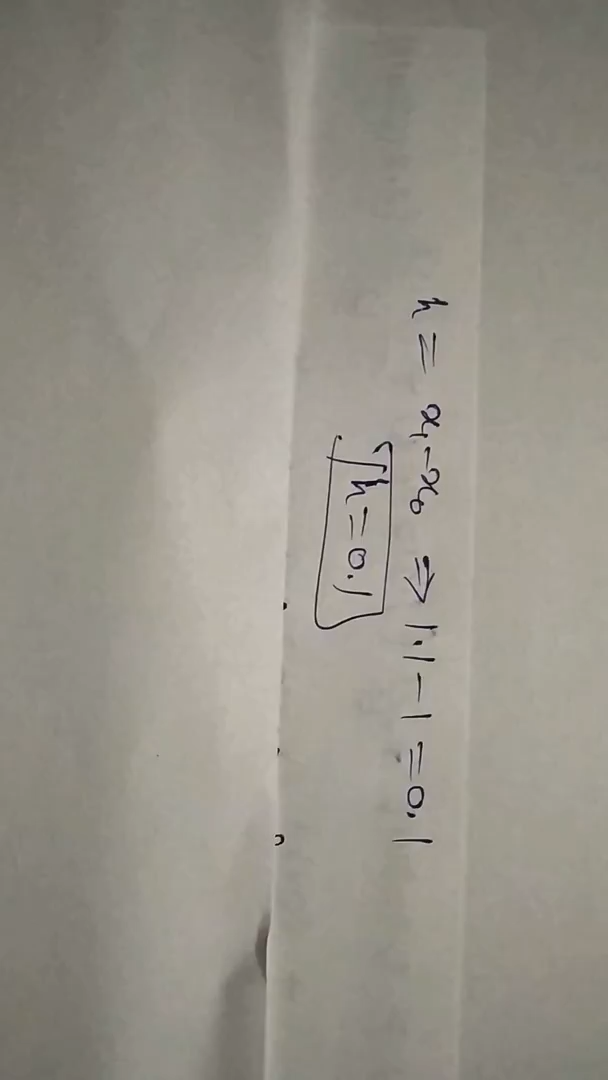 h = x₁-x₀ ⇒ 1.1-1 = 0.1
h = 0.1